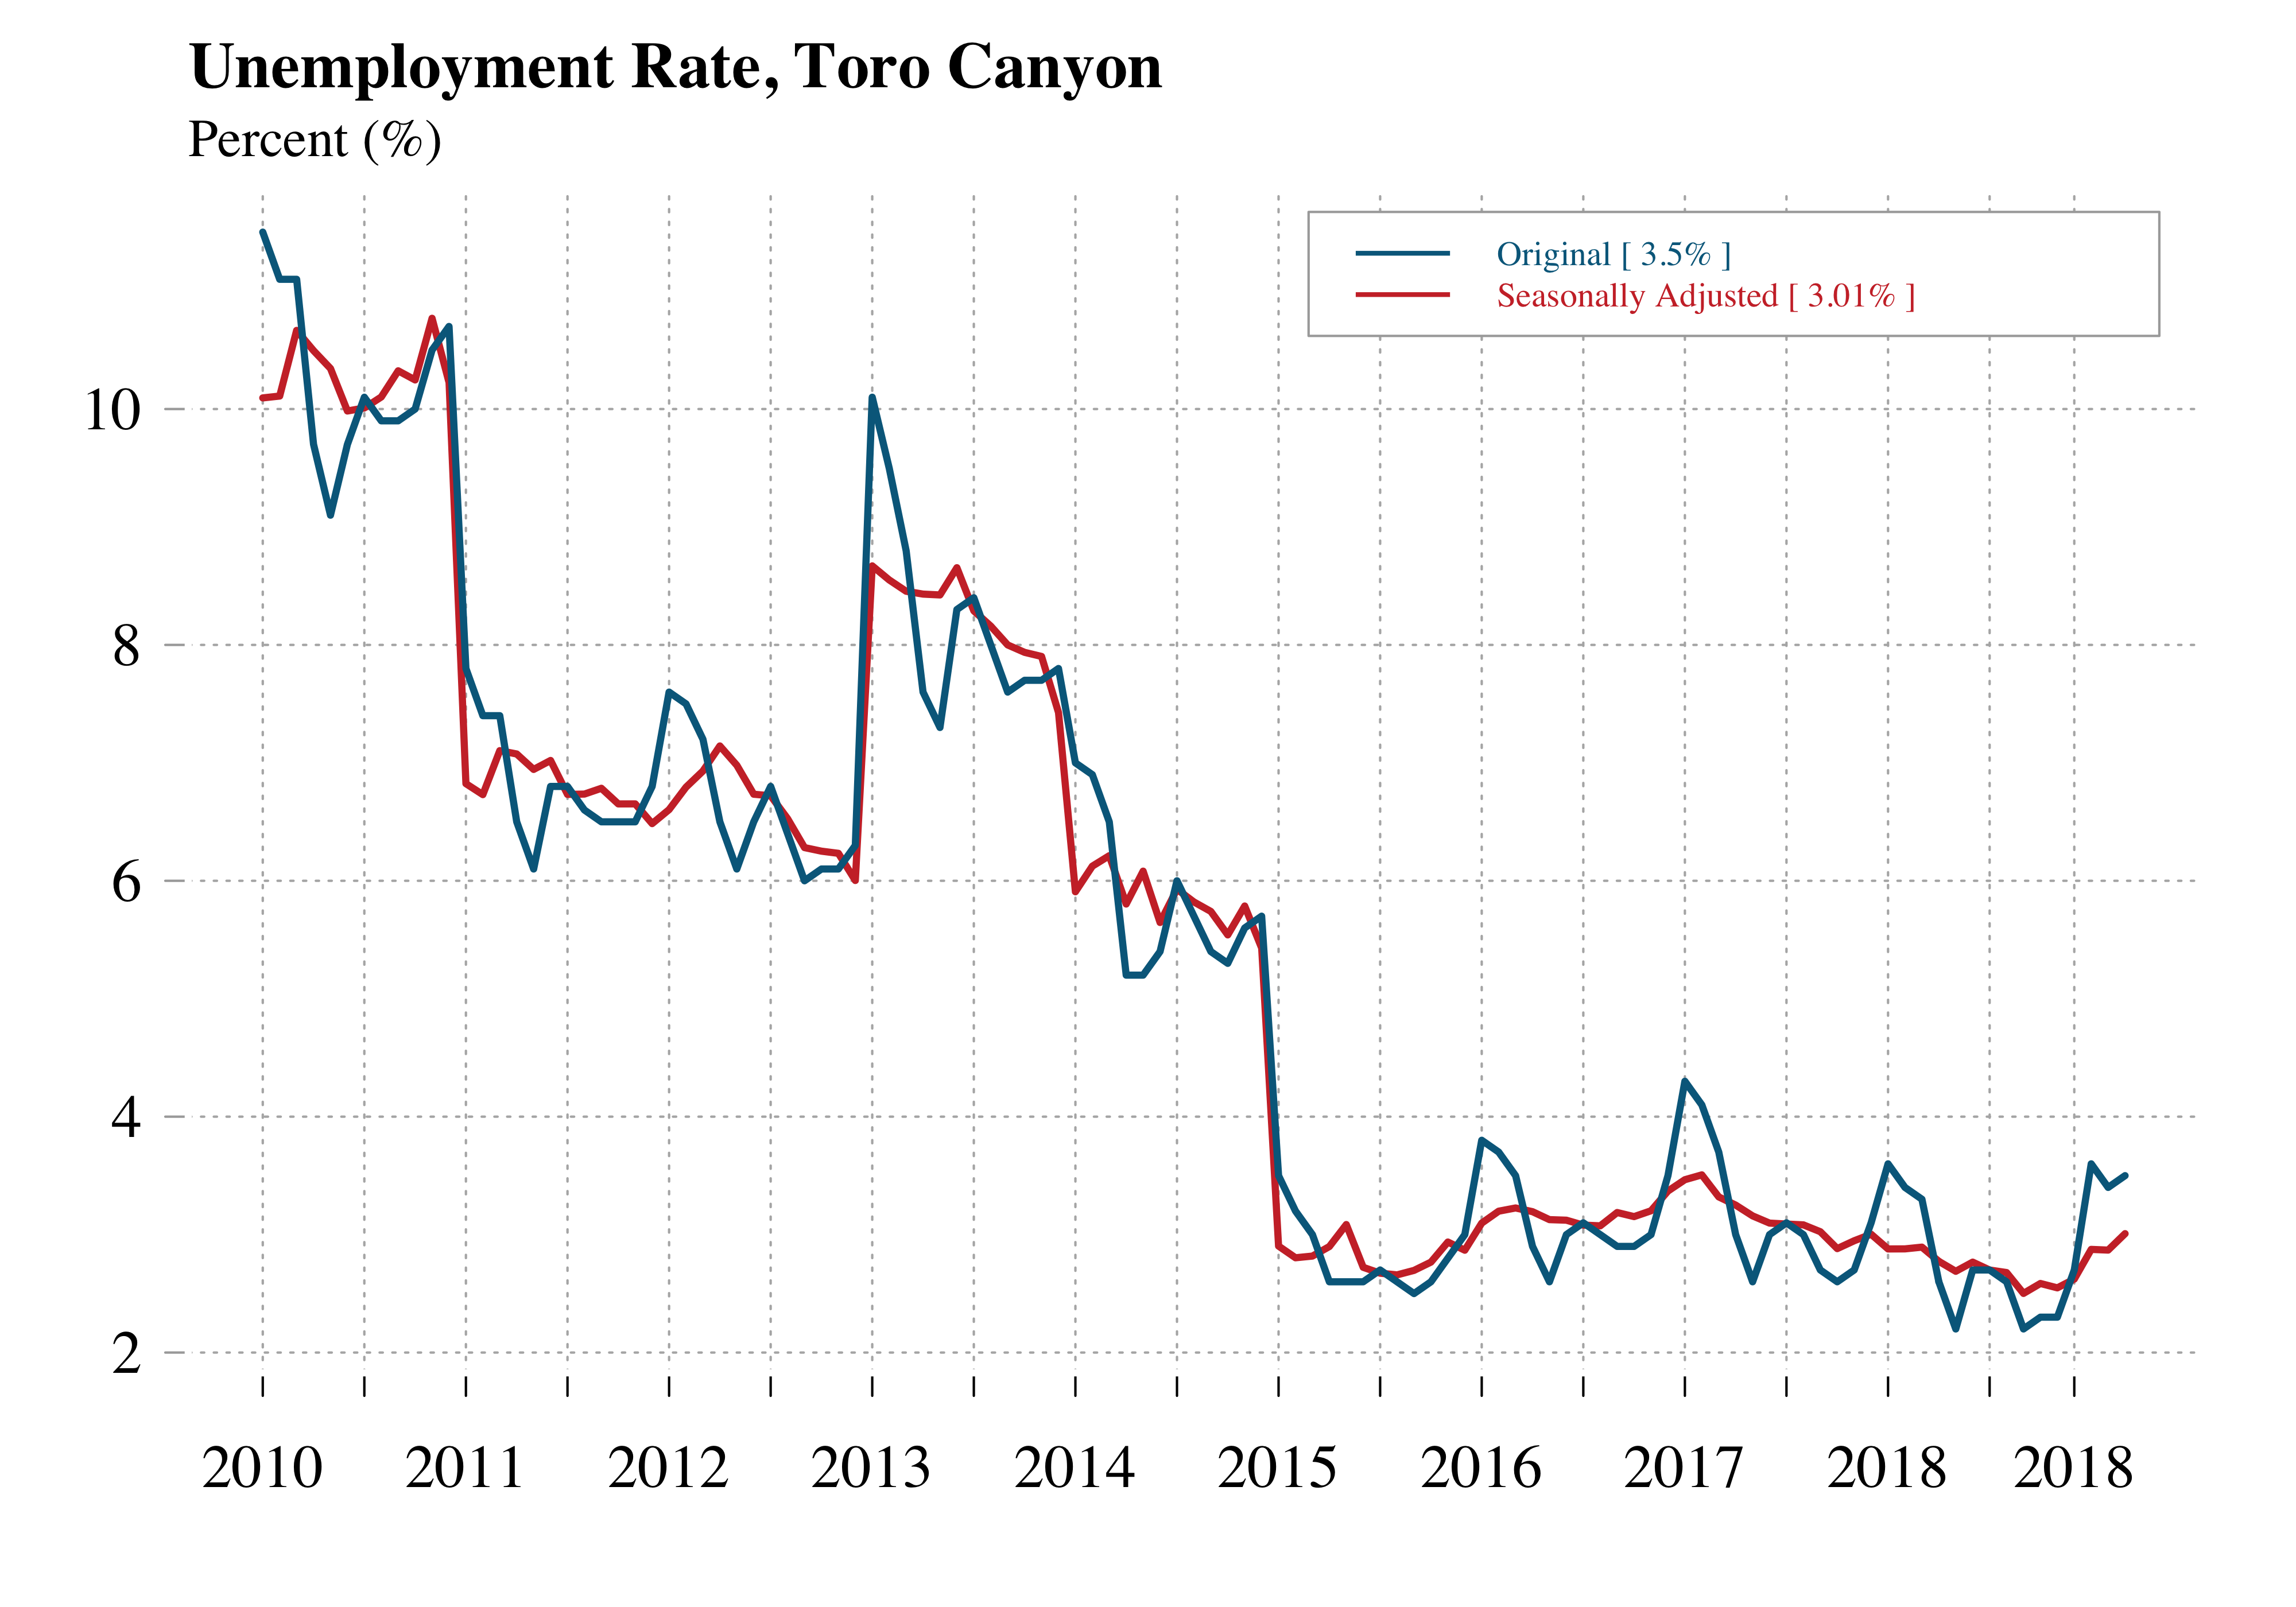 Unemployment Rate, Toro Canyon
Percent (%)
Original [ 3.5% ]
Seasonally Adjusted [ 3.01% ]
10
8
6
4
2
2010 2011 2012 2013 2014 2015 2016 2017 2018 2018